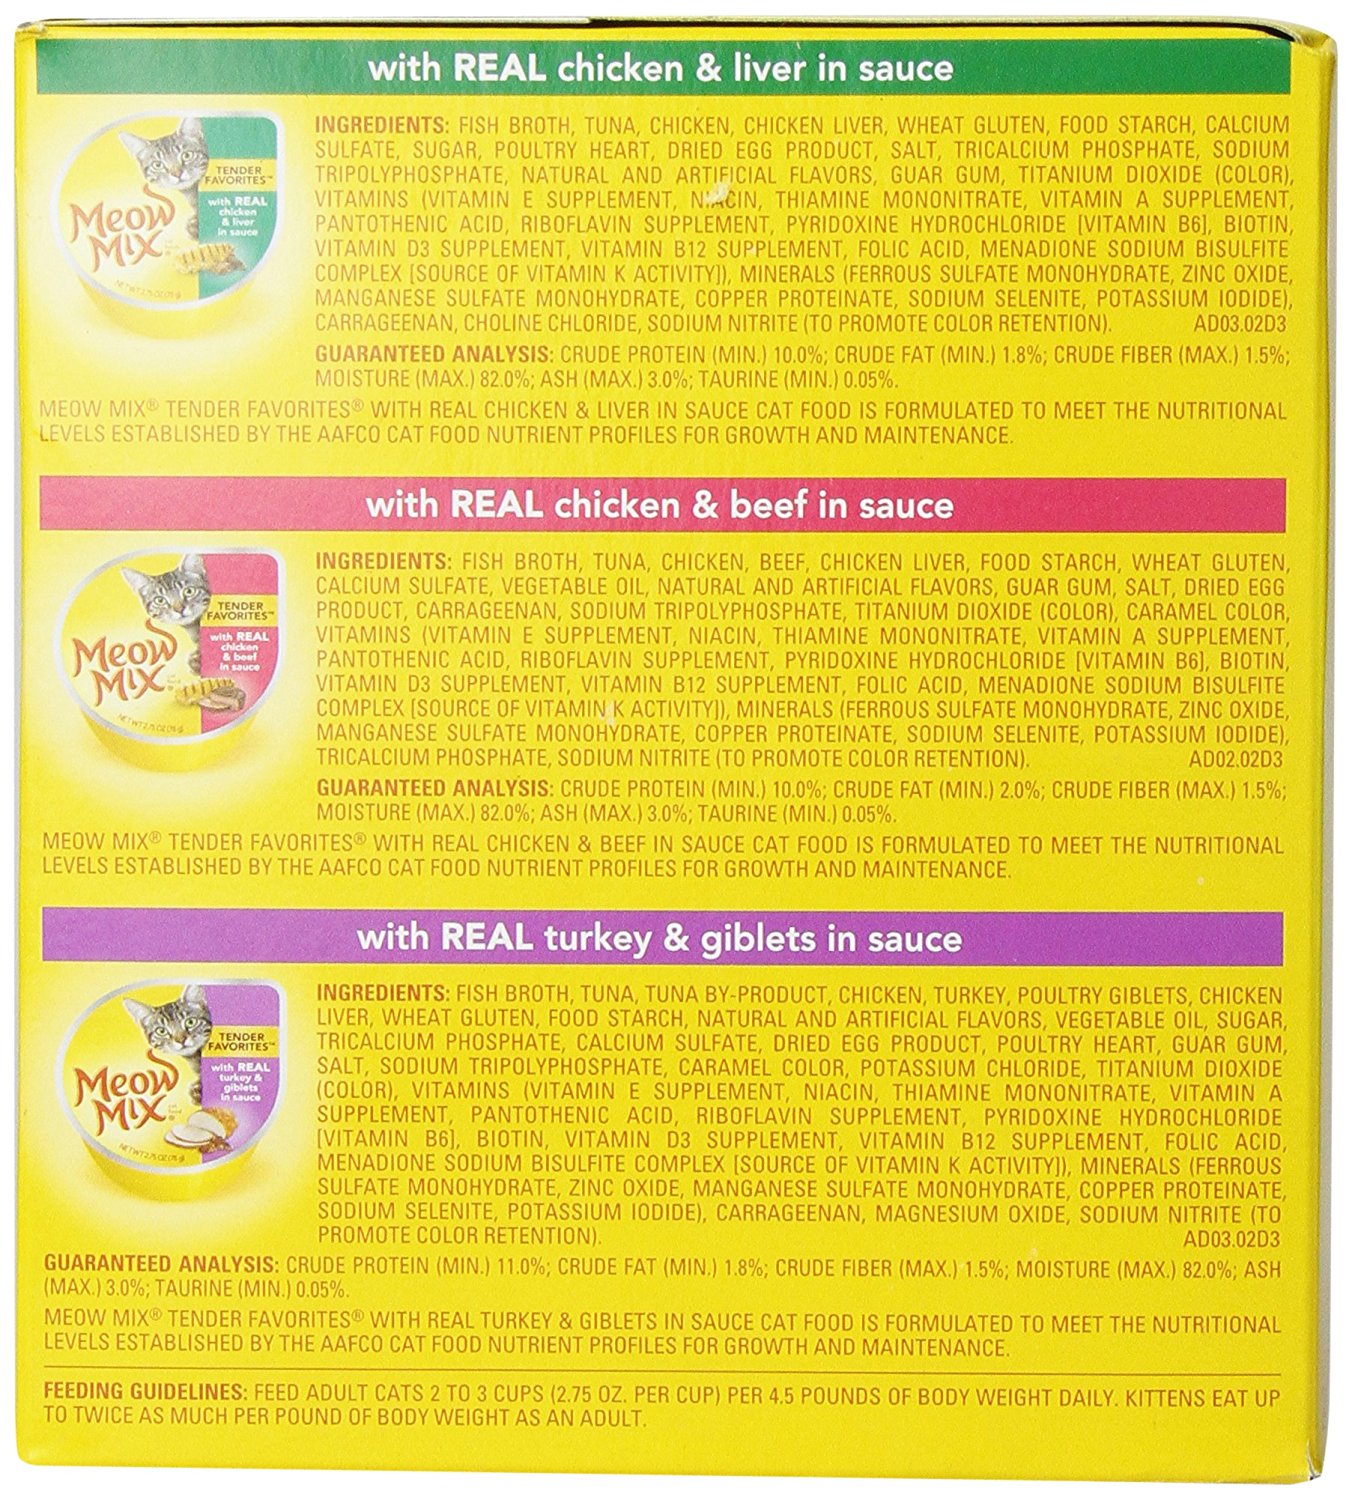 with REAL chicken & liver in sauce
Meow
Mix
TENDER
FAVORITES™
with REAL
chicken
& liver
in sauce
NET WT 2.75 OZ (78 g)
INGREDIENTS: FISH BROTH, TUNA, CHICKEN, CHICKEN LIVER, WHEAT GLUTEN, FOOD STARCH, CALCIUM
SULFATE, SUGAR, POULTRY HEART, DRIED EGG PRODUCT, SALT, TRICALCIUM PHOSPHATE, SODIUM
TRIPOLYPHOSPHATE, NATURAL AND ARTIFICIAL FLAVORS, GUAR GUM, TITANIUM DIOXIDE (COLOR),
VITAMINS (VITAMIN E SUPPLEMENT, NIACIN, THIAMINE MONONITRATE, VITAMIN A SUPPLEMENT,
PANTOTHENIC ACID, RIBOFLAVIN SUPPLEMENT, PYRIDOXINE HYDROCHLORIDE [VITAMIN B6], BIOTIN,
VITAMIN D3 SUPPLEMENT, VITAMIN B12 SUPPLEMENT, FOLIC ACID, MENADIONE SODIUM BISULFITE
COMPLEX [SOURCE OF VITAMIN K ACTIVITY]), MINERALS (FERROUS SULFATE MONOHYDRATE, ZINC OXIDE,
MANGANESE SULFATE MONOHYDRATE, COPPER PROTEINATE, SODIUM SELENITE, POTASSIUM IODIDE),
CARRAGEENAN, CHOLINE CHLORIDE, SODIUM NITRITE (TO PROMOTE COLOR RETENTION). AD03.02D3
GUARANTEED ANALYSIS: CRUDE PROTEIN (MIN.) 10.0%; CRUDE FAT (MIN.) 1.8%; CRUDE FIBER (MAX.) 1.5%;
MOISTURE (MAX.) 82.0%; ASH (MAX.) 3.0%; TAURINE (MIN.) 0.05%.
MEOW MIX® TENDER FAVORITES® WITH REAL CHICKEN & LIVER IN SAUCE CAT FOOD IS FORMULATED TO MEET THE NUTRITIONAL
LEVELS ESTABLISHED BY THE AAFCO CAT FOOD NUTRIENT PROFILES FOR GROWTH AND MAINTENANCE.
with REAL chicken & beef in sauce
Meow
Mix
TENDER
FAVORITES™
with REAL
chicken
& beef
in sauce
NET WT 2.75 OZ (78 g)
INGREDIENTS: FISH BROTH, TUNA, CHICKEN, BEEF, CHICKEN LIVER, FOOD STARCH, WHEAT GLUTEN,
CALCIUM SULFATE, VEGETABLE OIL, NATURAL AND ARTIFICIAL FLAVORS, GUAR GUM, SALT, DRIED EGG
PRODUCT, CARRAGEENAN, SODIUM TRIPOLYPHOSPHATE, TITANIUM DIOXIDE (COLOR), CARAMEL COLOR,
VITAMINS (VITAMIN E SUPPLEMENT, NIACIN, THIAMINE MONONITRATE, VITAMIN A SUPPLEMENT,
PANTOTHENIC ACID, RIBOFLAVIN SUPPLEMENT, PYRIDOXINE HYDROCHLORIDE [VITAMIN B6], BIOTIN,
VITAMIN D3 SUPPLEMENT, VITAMIN B12 SUPPLEMENT, FOLIC ACID, MENADIONE SODIUM BISULFITE
COMPLEX [SOURCE OF VITAMIN K ACTIVITY]), MINERALS (FERROUS SULFATE MONOHYDRATE, ZINC OXIDE,
MANGANESE SULFATE MONOHYDRATE, COPPER PROTEINATE, SODIUM SELENITE, POTASSIUM IODIDE),
TRICALCIUM PHOSPHATE, SODIUM NITRITE (TO PROMOTE COLOR RETENTION). AD02.02D3
GUARANTEED ANALYSIS: CRUDE PROTEIN (MIN.) 10.0%; CRUDE FAT (MIN.) 2.0%; CRUDE FIBER (MAX.) 1.5%;
MOISTURE (MAX.) 82.0%; ASH (MAX.) 3.0%; TAURINE (MIN.) 0.05%.
MEOW MIX® TENDER FAVORITES® WITH REAL CHICKEN & BEEF IN SAUCE CAT FOOD IS FORMULATED TO MEET THE NUTRITIONAL
LEVELS ESTABLISHED BY THE AAFCO CAT FOOD NUTRIENT PROFILES FOR GROWTH AND MAINTENANCE.
with REAL turkey & giblets in sauce
Meow
Mix
TENDER
FAVORITES™
with REAL
turkey &
giblets
in sauce
NET WT 2.75 OZ (78 g)
INGREDIENTS: FISH BROTH, TUNA, TUNA BY-PRODUCT, CHICKEN, TURKEY, POULTRY GIBLETS, CHICKEN
LIVER, WHEAT GLUTEN, FOOD STARCH, NATURAL AND ARTIFICIAL FLAVORS, VEGETABLE OIL, SUGAR,
TRICALCIUM PHOSPHATE, CALCIUM SULFATE, DRIED EGG PRODUCT, POULTRY HEART, GUAR GUM,
SALT, SODIUM TRIPOLYPHOSPHATE, CARAMEL COLOR, POTASSIUM CHLORIDE, TITANIUM DIOXIDE
(COLOR), VITAMINS (VITAMIN E SUPPLEMENT, NIACIN, THIAMINE MONONITRATE, VITAMIN A
SUPPLEMENT, PANTOTHENIC ACID, RIBOFLAVIN SUPPLEMENT, PYRIDOXINE HYDROCHLORIDE
[VITAMIN B6], BIOTIN, VITAMIN D3 SUPPLEMENT, VITAMIN B12 SUPPLEMENT, FOLIC ACID,
MENADIONE SODIUM BISULFITE COMPLEX [SOURCE OF VITAMIN K ACTIVITY]), MINERALS (FERROUS
SULFATE MONOHYDRATE, ZINC OXIDE, MANGANESE SULFATE MONOHYDRATE, COPPER PROTEINATE,
SODIUM SELENITE, POTASSIUM IODIDE), CARRAGEENAN, MAGNESIUM OXIDE, SODIUM NITRITE (TO
PROMOTE COLOR RETENTION). AD03.02D3
GUARANTEED ANALYSIS: CRUDE PROTEIN (MIN.) 11.0%; CRUDE FAT (MIN.) 1.8%; CRUDE FIBER (MAX.) 1.5%; MOISTURE (MAX.) 82.0%; ASH
(MAX.) 3.0%; TAURINE (MIN.) 0.05%.
MEOW MIX® TENDER FAVORITES® WITH REAL TURKEY & GIBLETS IN SAUCE CAT FOOD IS FORMULATED TO MEET THE NUTRITIONAL
LEVELS ESTABLISHED BY THE AAFCO CAT FOOD NUTRIENT PROFILES FOR GROWTH AND MAINTENANCE.
FEEDING GUIDELINES: FEED ADULT CATS 2 TO 3 CUPS (2.75 OZ. PER CUP) PER 4.5 POUNDS OF BODY WEIGHT DAILY. KITTENS EAT UP
TO TWICE AS MUCH PER POUND OF BODY WEIGHT AS AN ADULT.